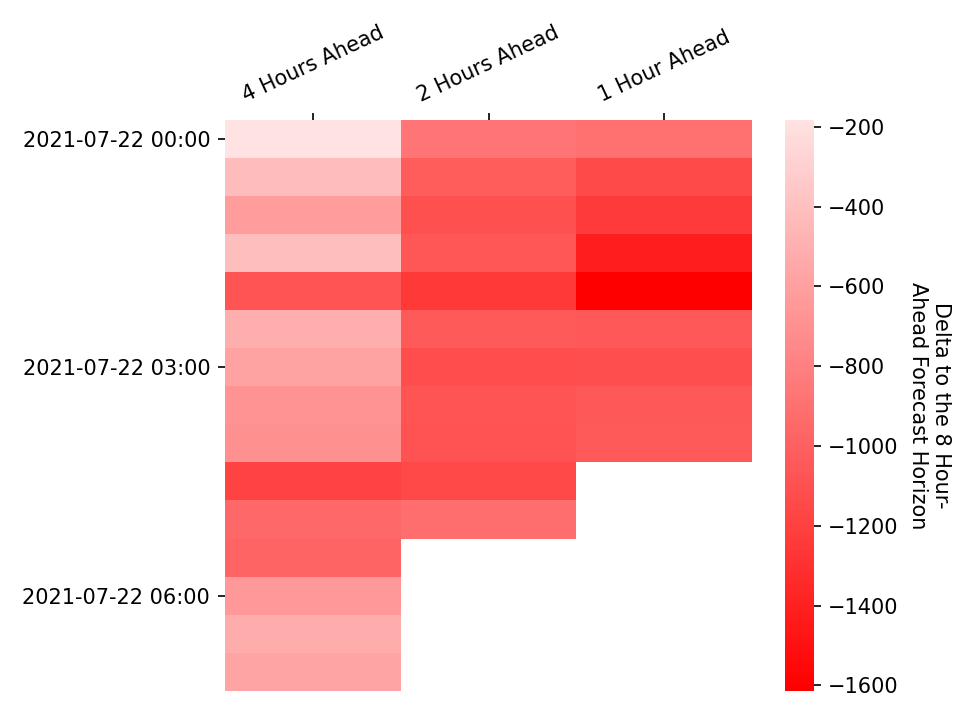 4 Hours Ahead
2 Hours Ahead
1 Hour Ahead
2021-07-22 00:00
2021-07-22 03:00
2021-07-22 06:00
−200
−400
−600
−800
−1000
−1200
−1400
−1600
Delta to the 8 Hour-
Ahead Forecast Horizon